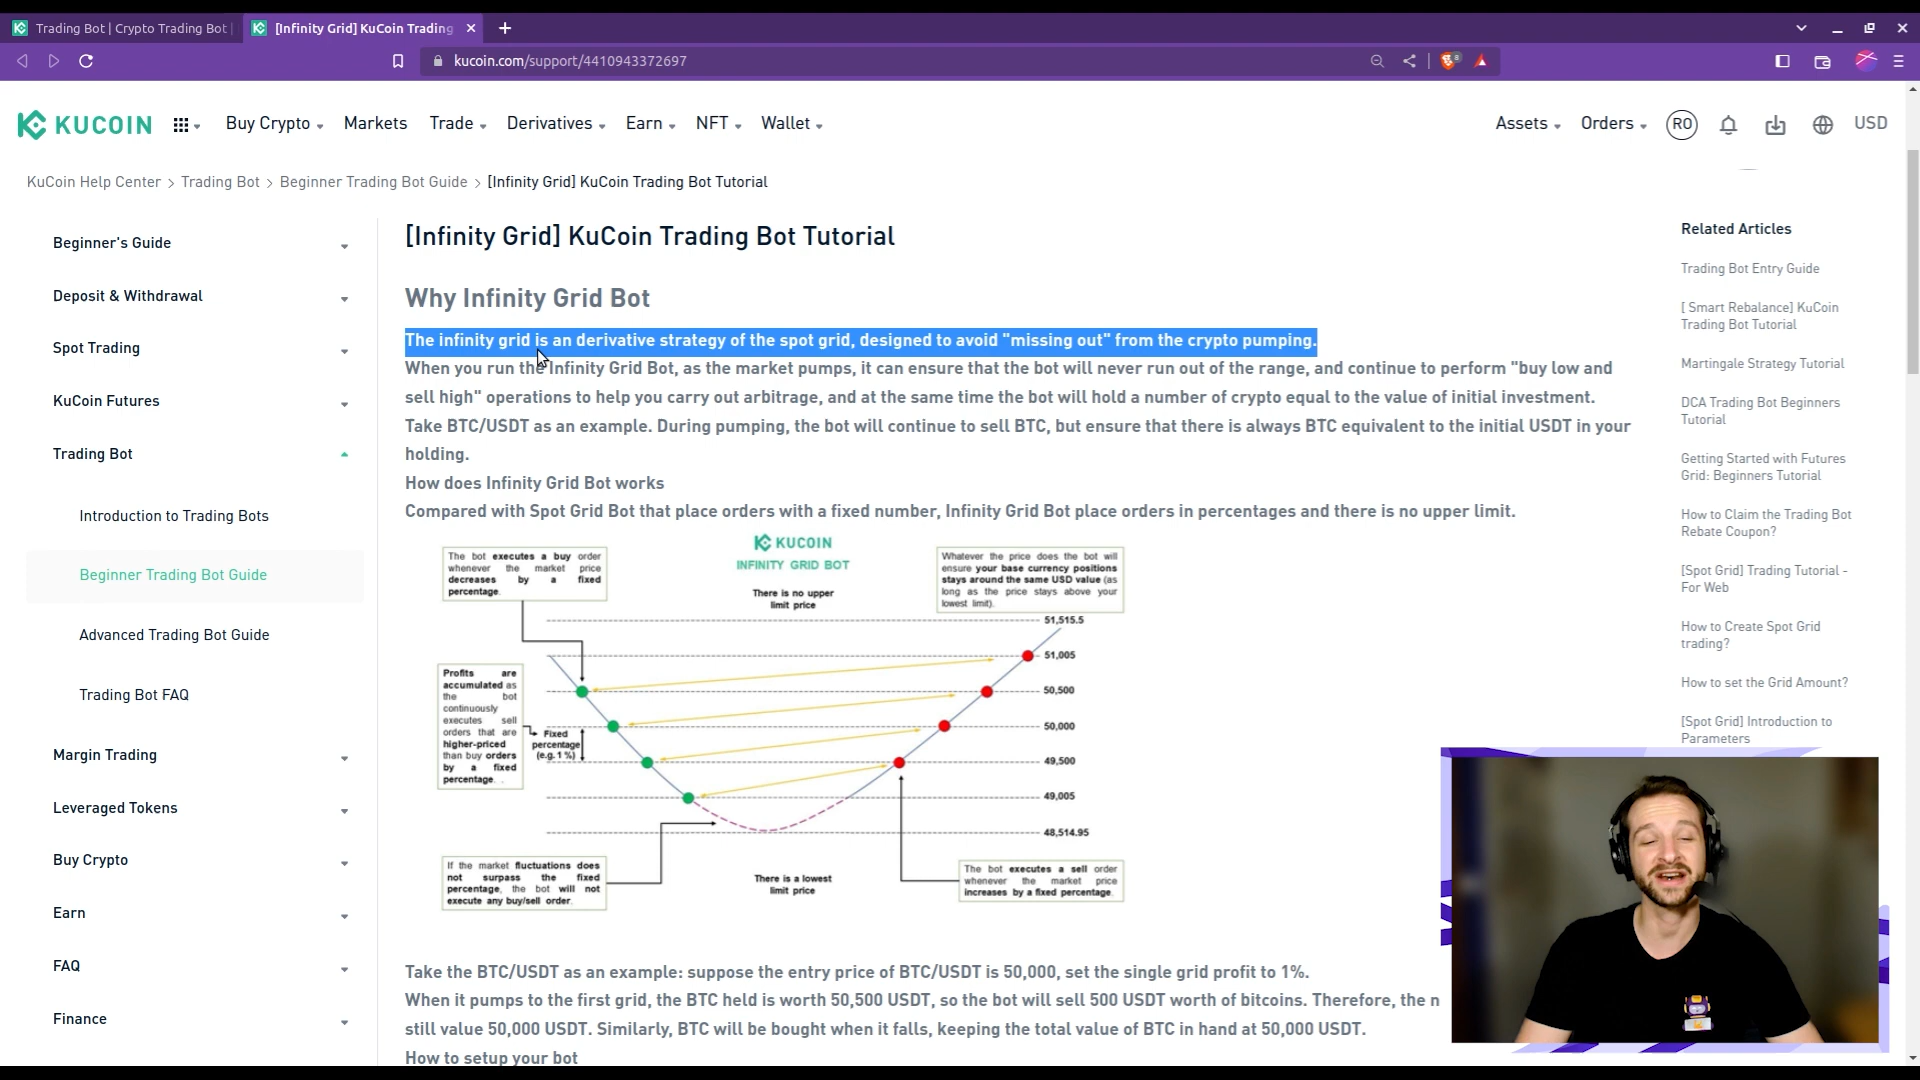 Trading Bot | Crypto Trading Bot |
[Infinity Grid] KuCoin Trading
kucoin.com/support/4410943372697
KUCOIN
Buy Crypto
Markets
Trade
Derivatives
Earn
NFT
Wallet
Assets
Orders
RO
USD
KuCoin Help Center > Trading Bot > Beginner Trading Bot Guide > [Infinity Grid] KuCoin Trading Bot Tutorial
Beginner's Guide
Deposit & Withdrawal
Spot Trading
KuCoin Futures
Trading Bot
Introduction to Trading Bots
Beginner Trading Bot Guide
Advanced Trading Bot Guide
Trading Bot FAQ
Margin Trading
Leveraged Tokens
Buy Crypto
Earn
FAQ
Finance
[Infinity Grid] KuCoin Trading Bot Tutorial
Why Infinity Grid Bot
The infinity grid is an derivative strategy of the spot grid, designed to avoid "missing out" from the crypto pumping.
When you run the Infinity Grid Bot, as the market pumps, it can ensure that the bot will never run out of the range, and continue to perform "buy low and
sell high" operations to help you carry out arbitrage, and at the same time the bot will hold a number of crypto equal to the value of initial investment.
Take BTC/USDT as an example. During pumping, the bot will continue to sell BTC, but ensure that there is always BTC equivalent to the initial USDT in your
holding.
How does Infinity Grid Bot works
Compared with Spot Grid Bot that place orders with a fixed number, Infinity Grid Bot place orders in percentages and there is no upper limit.
KUCOIN
INFINITY GRID BOT
There is no upper
limit price
The bot executes a buy order
whenever the market price
decreases by a fixed
percentage.
Whatever the price does the bot will
ensure your base currency positions
stays around the same USD value (as
long as the price stays above your
lowest limit).
51,515.5
51,005
50,500
50,000
49,500
49,005
48,514.95
Profits are
accumulated as
the bot
continuously
executes sell
orders that are
higher-priced
than buy orders
by a fixed
percentage. .
Fixed
percentage
(e.g.1 %)
If the market fluctuations does
not surpass the fixed
percentage, the bot will not
execute any buy/sell order.
There is a lowest
limit price
The bot executes a sell order
whenever the market price
increases by a fixed percentage.
Take the BTC/USDT as an example: suppose the entry price of BTC/USDT is 50,000, set the single grid profit to 1%.
When it pumps to the first grid, the BTC held is worth 50,500 USDT, so the bot will sell 500 USDT worth of bitcoins. Therefore, the n
still value 50,000 USDT. Similarly, BTC will be bought when it falls, keeping the total value of BTC in hand at 50,000 USDT.
How to setup your bot
Related Articles
Trading Bot Entry Guide
[ Smart Rebalance] KuCoin
Trading Bot Tutorial
Martingale Strategy Tutorial
DCA Trading Bot Beginners
Tutorial
Getting Started with Futures
Grid: Beginners Tutorial
How to Claim the Trading Bot
Rebate Coupon?
[Spot Grid] Trading Tutorial -
For Web
How to Create Spot Grid
trading?
How to set the Grid Amount?
[Spot Grid] Introduction to
Parameters